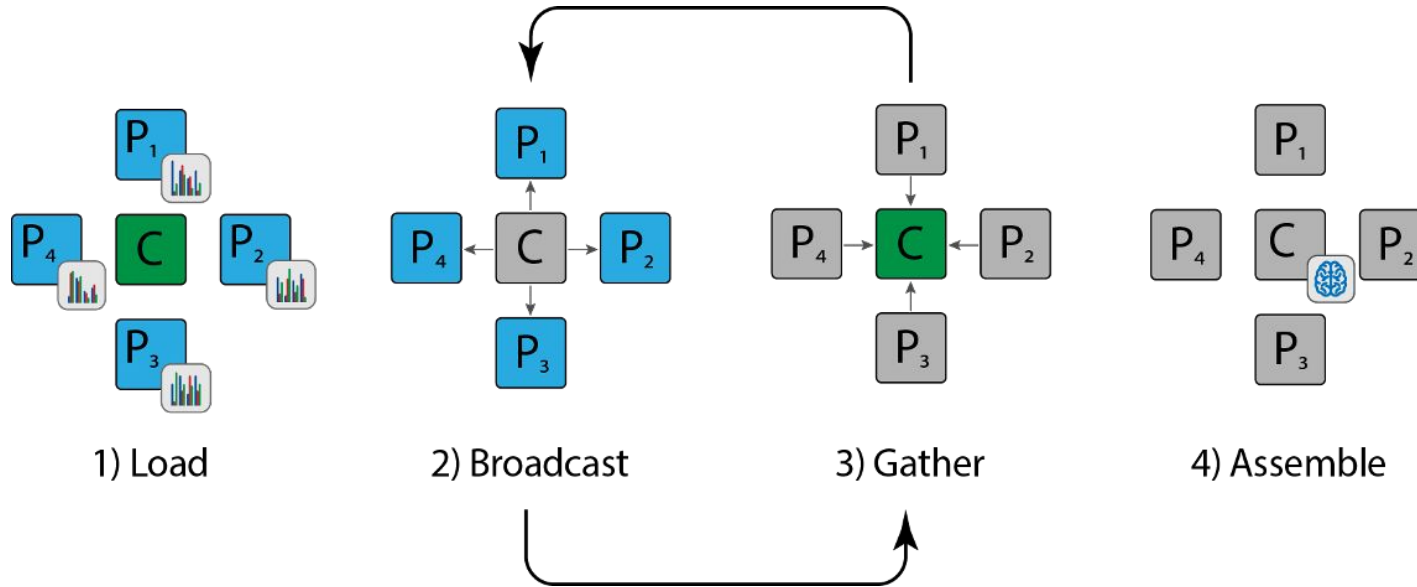 P₁
P₄ C P₂
P₃
1) Load
P₁
P₄ C P₂
P₃
2) Broadcast
P₁
P₄ C P₂
P₃
3) Gather
P₁
P₄ C P₂
P₃
4) Assemble